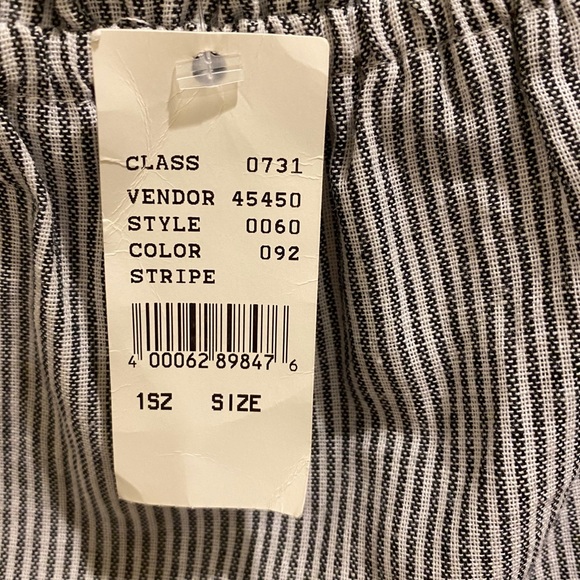 CLASS 0731
VENDOR 45450
STYLE 0060
COLOR 092
STRIPE
4 00062 89847 6
1SZ SIZE